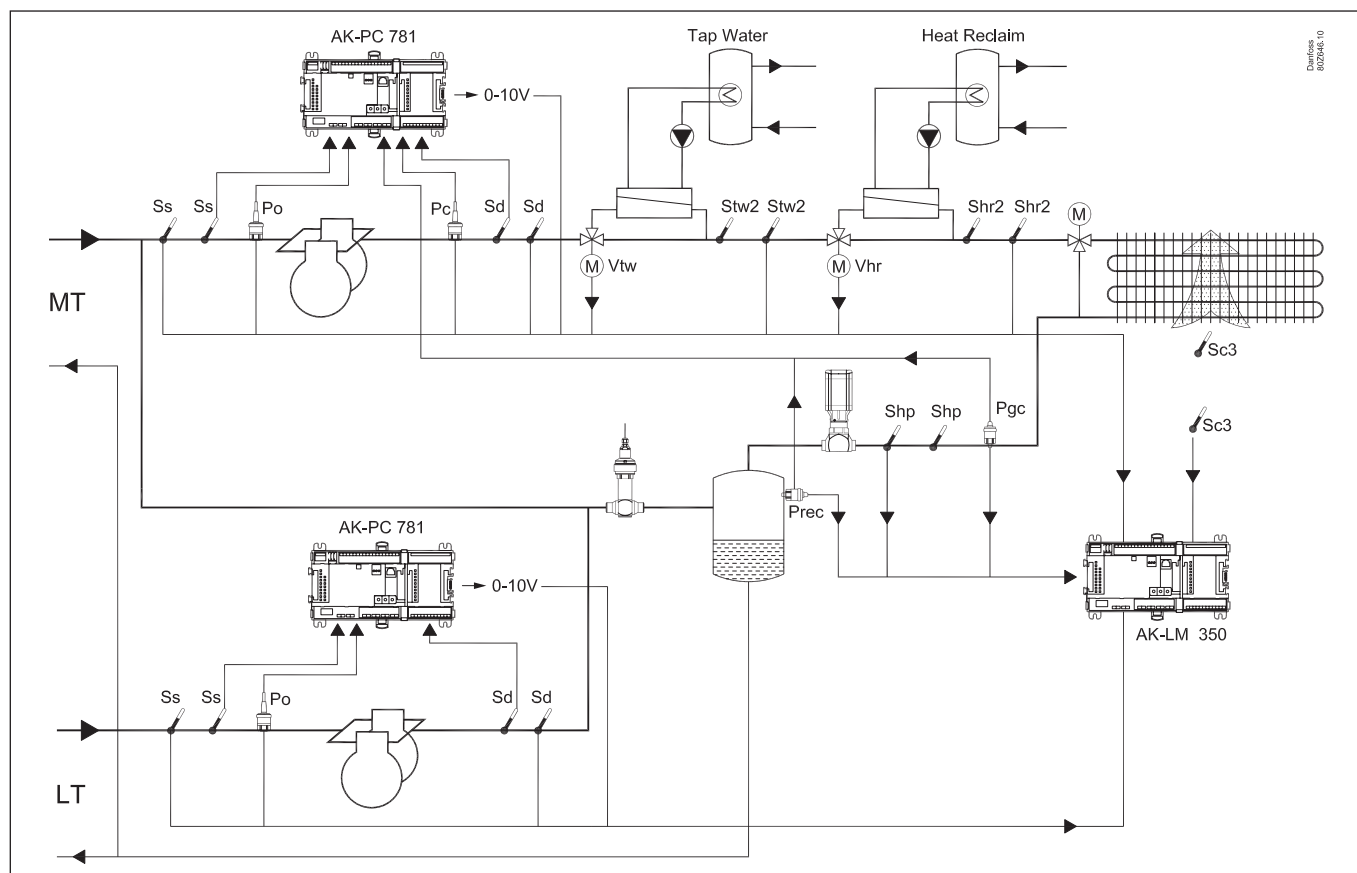 AK-PC 781
Tap Water
Heat Reclaim
Danfoss
80Z646.10
0-10V
Ss
Ss
Po
Pc
Sd
Sd
Stw2
Stw2
Shr2
Shr2
M
M
Vtw
M
Vhr
MT
Sc3
Shp
Shp
Pgc
Sc3
Prec
AK-PC 781
0-10V
AK-LM 350
Ss
Ss
Po
Sd
Sd
LT